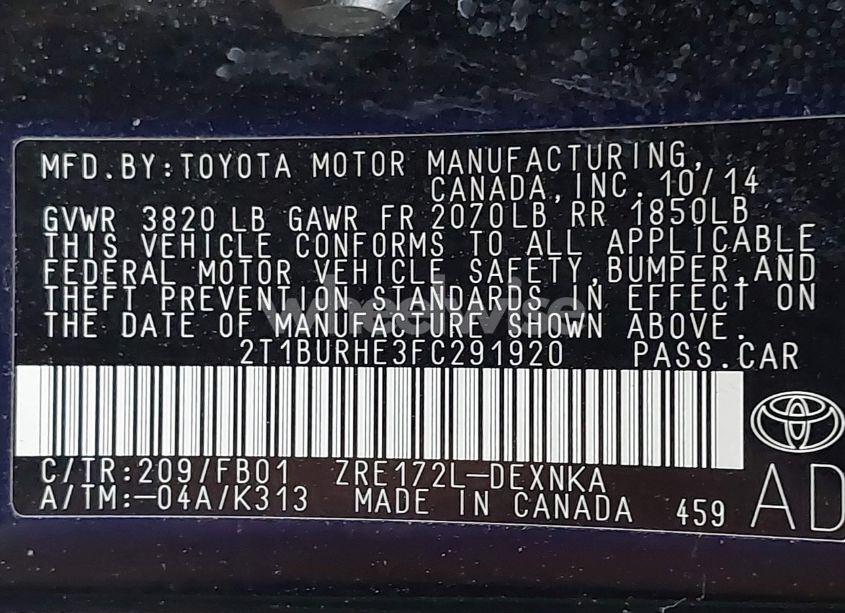 MFD.BY:TOYOTA MOTOR MANUFACTURING,
CANADA, INC. 10/14
GVWR 3820 LB GAWR FR 2070LB RR 1850LB
THIS VEHICLE CONFORMS TO ALL APPLICABLE
FEDERAL MOTOR VEHICLE SAFETY, BUMPER, AND
THEFT PREVENTION STANDARDS IN EFFECT ON
THE DATE OF MANUFACTURE SHOWN ABOVE.
wheelwise
2T1BURHE3FC291920 PASS.CAR
C/TR:209/FB01 ZRE172L-DEXNKA
A/TM:-04A/K313 MADE IN CANADA 459 AD